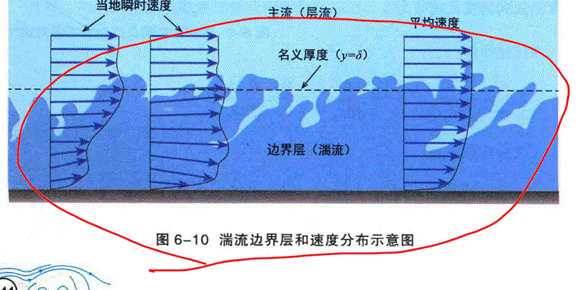 当地瞬时速度
主流（层流）
平均速度
名义厚度（y=δ）
边界层（湍流）
图 6-10 湍流边界层和速度分布示意图